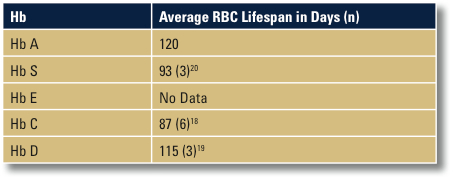 Hb Average RBC Lifespan in Days (n)
Hb A 120
Hb S 93 (3)²⁰
Hb E No Data
Hb C 87 (6)¹⁸
Hb D 115 (3)¹⁹